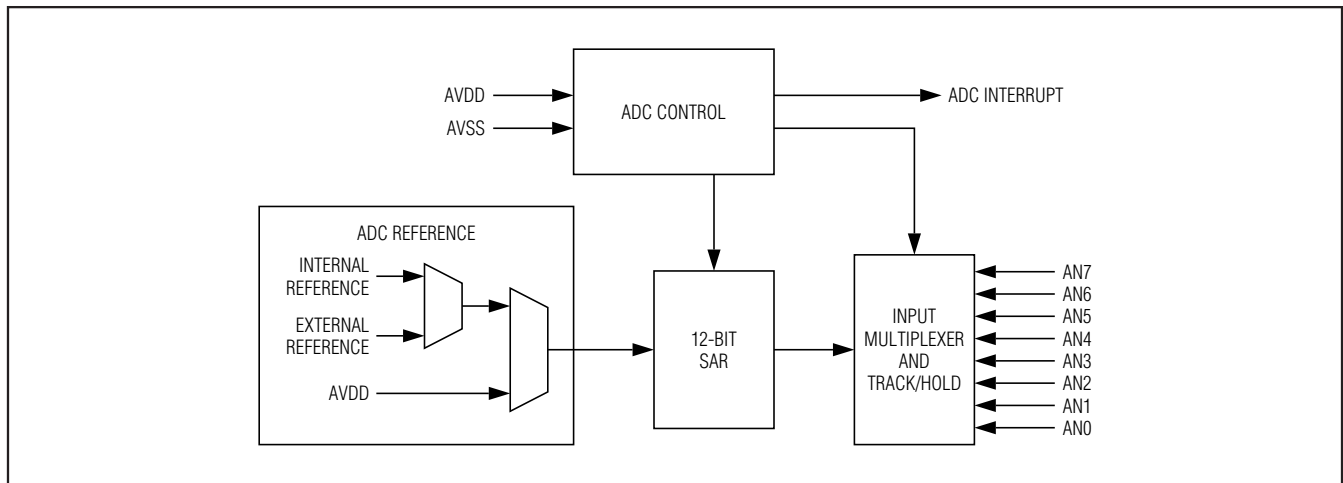 AVDD
AVSS
ADC CONTROL
ADC INTERRUPT
ADC REFERENCE
INTERNAL
REFERENCE
EXTERNAL
REFERENCE
AVDD
12-BIT
SAR
INPUT
MULTIPLEXER
AND
TRACK/HOLD
AN7
AN6
AN5
AN4
AN3
AN2
AN1
AN0